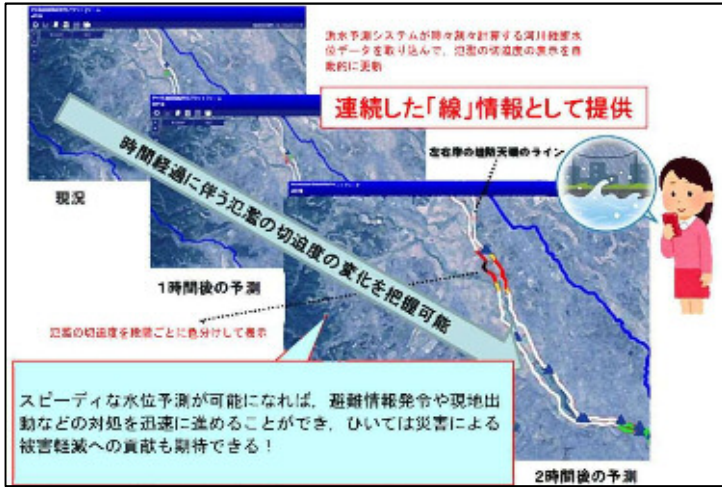 洪水予測システムが時々刻々計算する河川縦断水
位データを取り込んで、氾濫の切迫度の表示を自
動的に更新
連続した「線」情報として提供
左右岸の堤防天端のライン
現況
時間経過に伴う氾濫の切迫度の変化を把握可能
1時間後の予測
氾濫の切迫度を段階ごとに色分けして表示
スピーディな水位予測が可能になれば，避難情報発令や現地出
動などの対処を迅速に進めることができ，ひいては災害による
被害軽減への貢献も期待できる！
2時間後の予測